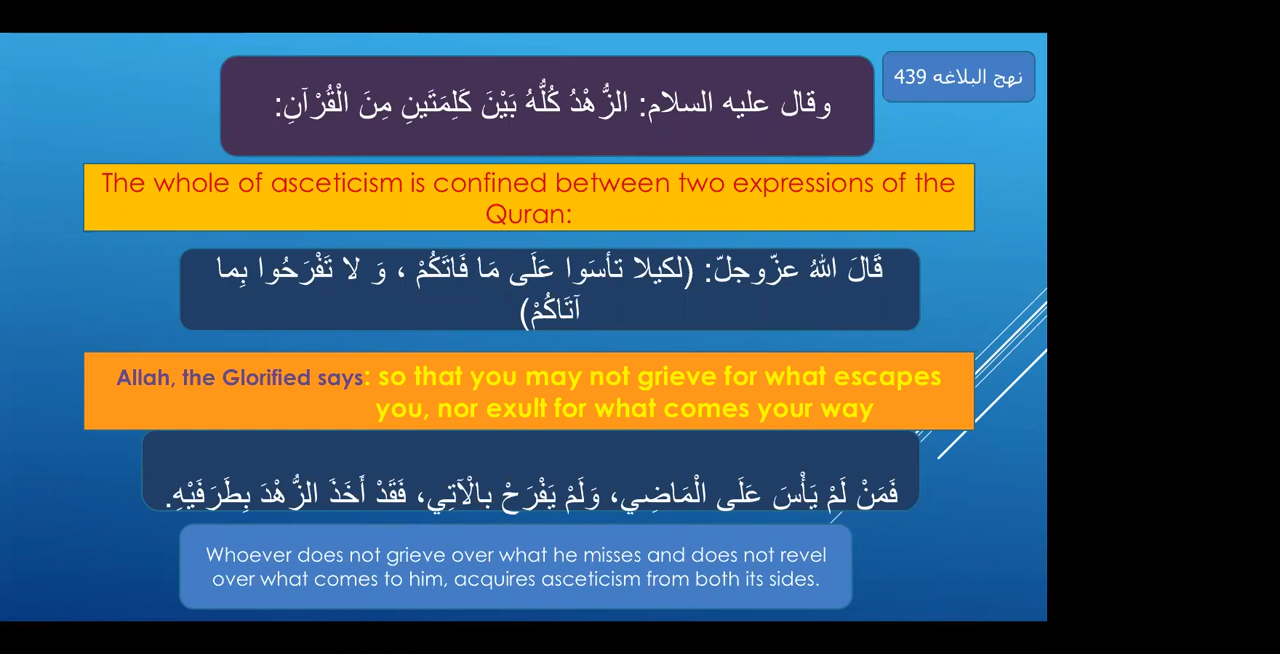 نهج البلاغه 439
وقال عليه السلام: الزُّهْدُ كُلُّهُ بَيْنَ كَلِمَتَينِ مِنَ الْقُرْآنِ:
The whole of asceticism is confined between two expressions of the
Quran:
قَالَ اللهُ عزّوجلّ: (لكيلا تأسَوا عَلَى مَا فَاتَكُمْ ، وَ لا تَفْرَحُوا بِما
آتَاكُمْ)
Allah, the Glorified says: so that you may not grieve for what escapes
you, nor exult for what comes your way
فَمَنْ لَمْ يَأْسَ عَلَى الْمَاضِي، وَلَمْ يَفْرَحْ بالْآتِي، فَقَدْ أَخَذَ الزُّهْدَ بِطَرَفَيْهِ.
Whoever does not grieve over what he misses and does not revel
over what comes to him, acquires asceticism from both its sides.